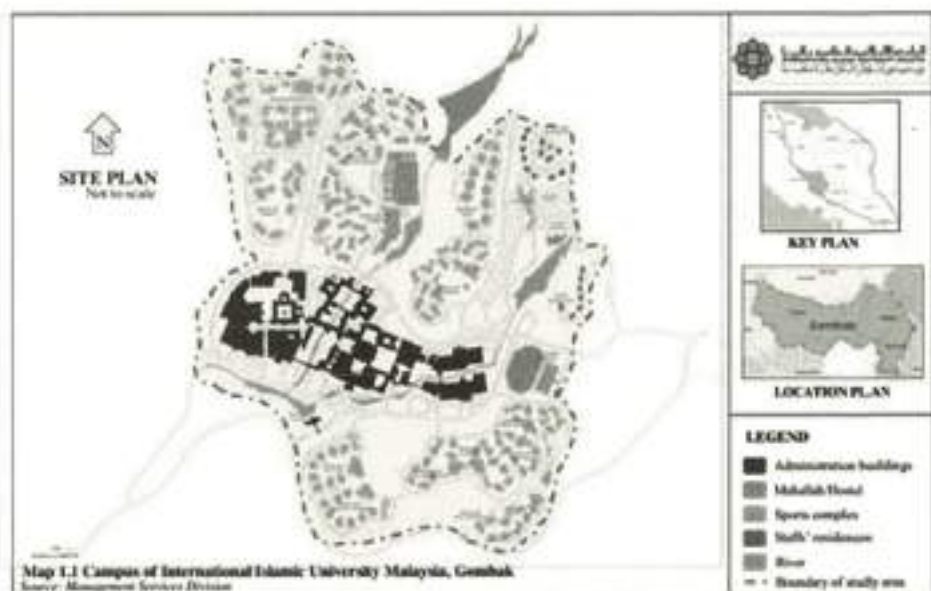 N
SITE PLAN
Not to scale
KEY PLAN
Gombak
LOCATION PLAN
LEGEND
Administration buildings
Mahallah/Hostel
Sports complex
Staffs' residences
River
Boundary of study area
Map 1.1 Campus of International Islamic University Malaysia, Gombak
Source: Management Services Division